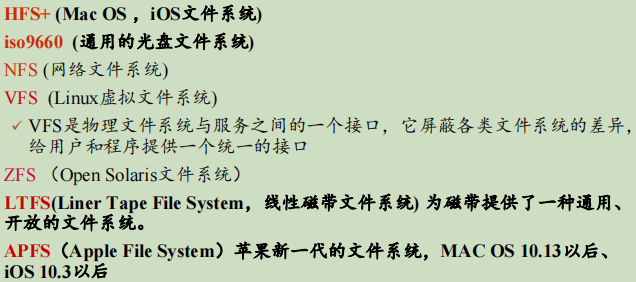 HFS+ (Mac OS ，iOS文件系统)
iso9660 (通用的光盘文件系统)
NFS (网络文件系统)
VFS (Linux虚拟文件系统)
✓ VFS是物理文件系统与服务之间的一个接口，它屏蔽各类文件系统的差异，
给用户和程序提供一个统一的接口
ZFS （Open Solaris文件系统）
LTFS(Liner Tape File System，线性磁带文件系统) 为磁带提供了一种通用、
开放的文件系统。
APFS（Apple File System）苹果新一代的文件系统，MAC OS 10.13以后、
iOS 10.3以后